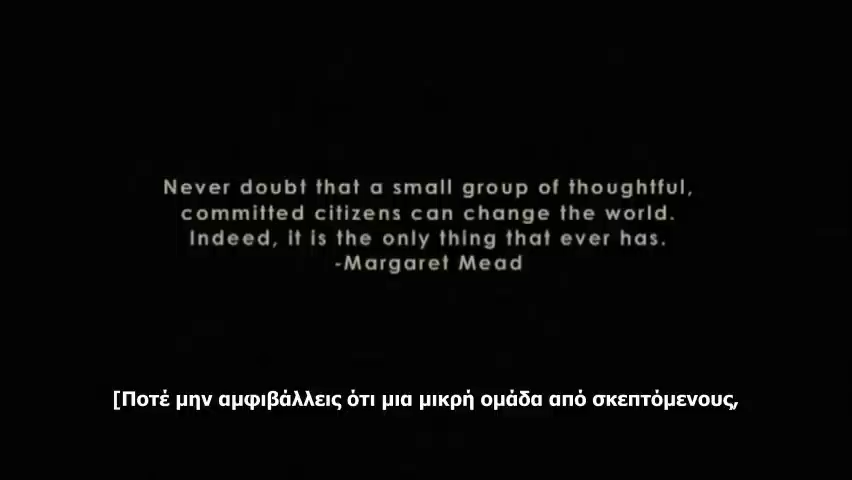 Never doubt that a small group of thoughtful,
committed citizens can change the world.
Indeed, it is the only thing that ever has.
-Margaret Mead
[Ποτέ μην αμφιβάλλεις ότι μια μικρή ομάδα από σκεπτόμενους,